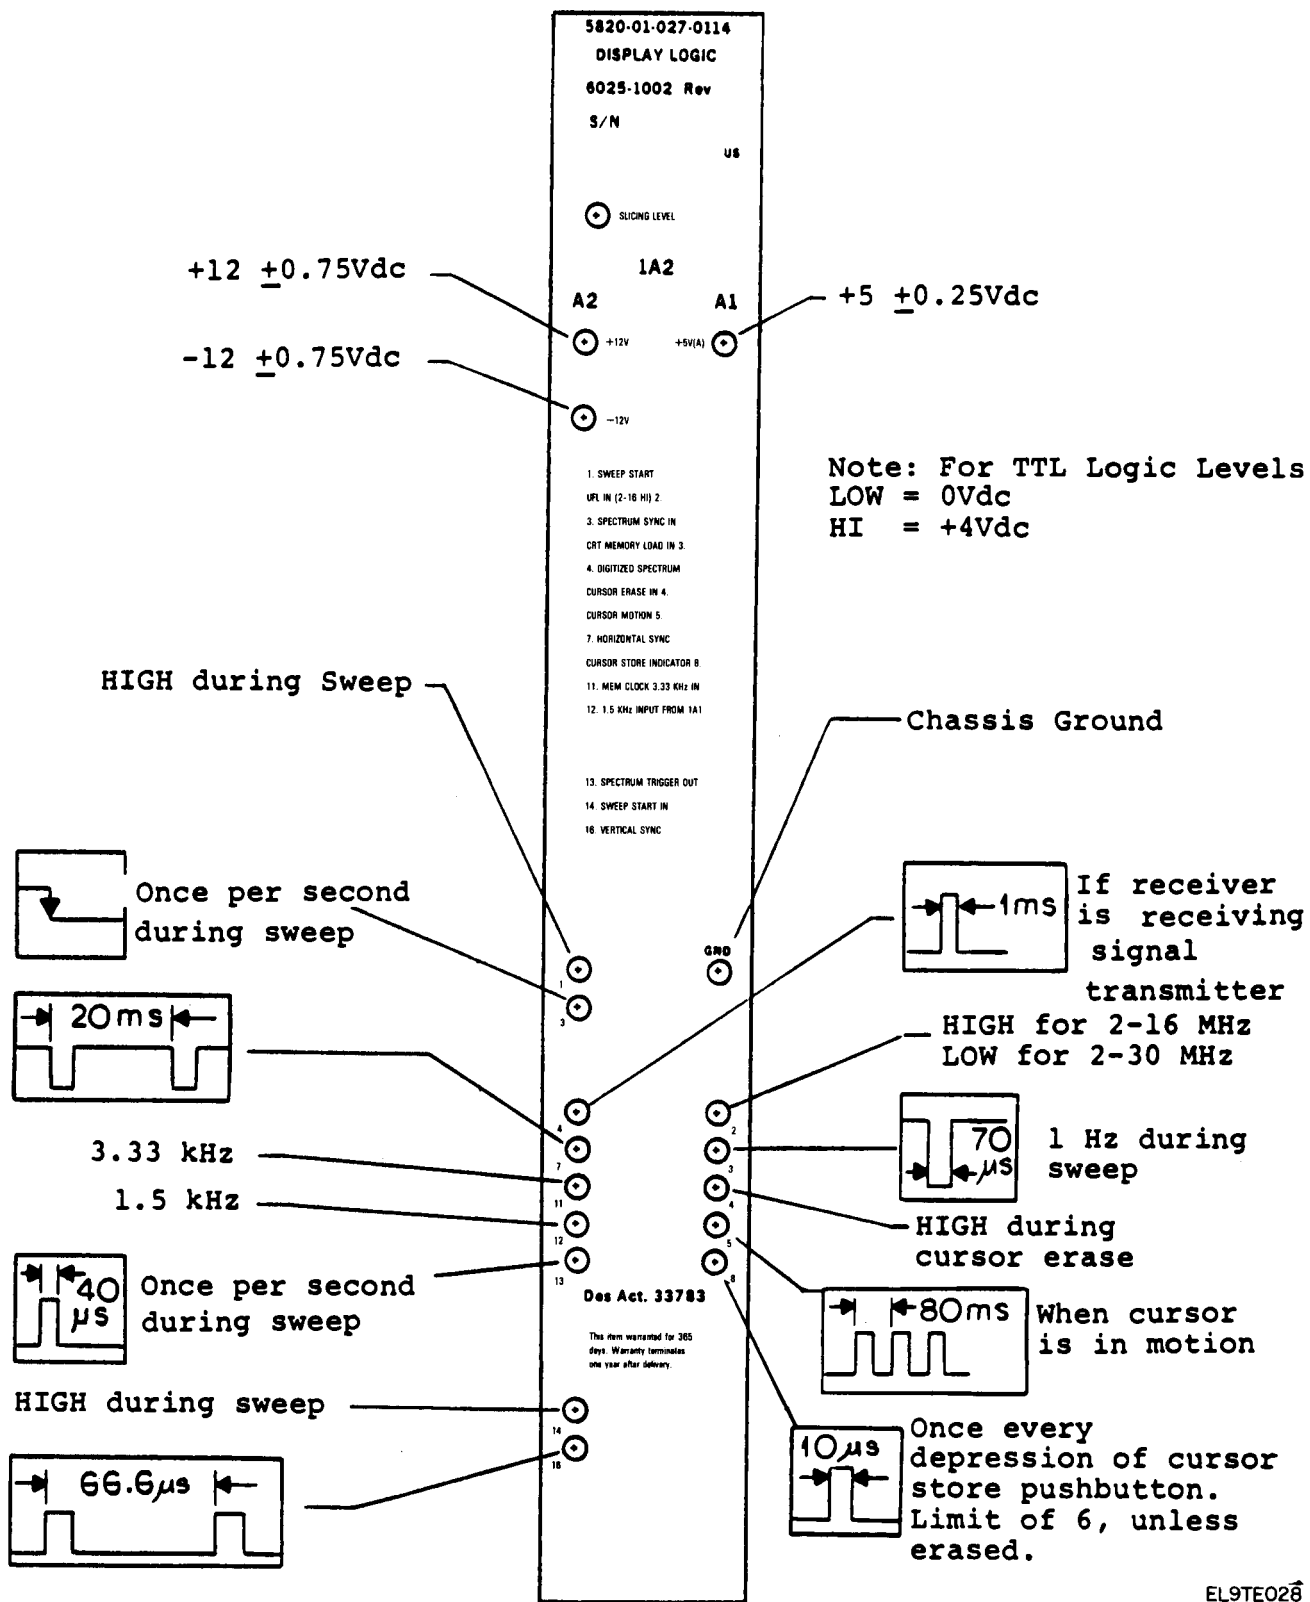 5820-01-027-0114
DISPLAY LOGIC
6025-1002 Rev
S/N
US
SLICING LEVEL
1A2
A2
A1
+12 ±0.75Vdc
+5 ±0.25Vdc
+12V
+5V(A)
-12 ±0.75Vdc
-12V
Note: For TTL Logic Levels
LOW = 0Vdc
HI = +4Vdc
1. SWEEP START
UFL IN (2-16 HI) 2.
3. SPECTRUM SYNC IN
CRT MEMORY LOAD IN 3.
4. DIGITIZED SPECTRUM
CURSOR ERASE IN 4.
CURSOR MOTION 5.
7. HORIZONTAL SYNC
CURSOR STORE INDICATOR 8.
11. MEM CLOCK 3.33 KHz IN
12. 1.5 KHz INPUT FROM 1A1
13. SPECTRUM TRIGGER OUT
14. SWEEP START IN
16. VERTICAL SYNC
HIGH during Sweep
Chassis Ground
Once per second
during sweep
GND
1
3
1ms
If receiver
is receiving
signal
transmitter
20ms
HIGH for 2-16 MHz
LOW for 2-30 MHz
4
2
7
3
70
μs
1 Hz during
sweep
3.33 kHz
11
4
1.5 kHz
12
5
HIGH during
cursor erase
13
8
40
μs
Once per second
during sweep
Des Act. 33783
This item warranted for 365
days. Warranty terminates
one year after delivery.
80ms
When cursor
is in motion
HIGH during sweep
14
16
66.6μs
10μs
Once every
depression of cursor
store pushbutton.
Limit of 6, unless
erased.
EL9TE028